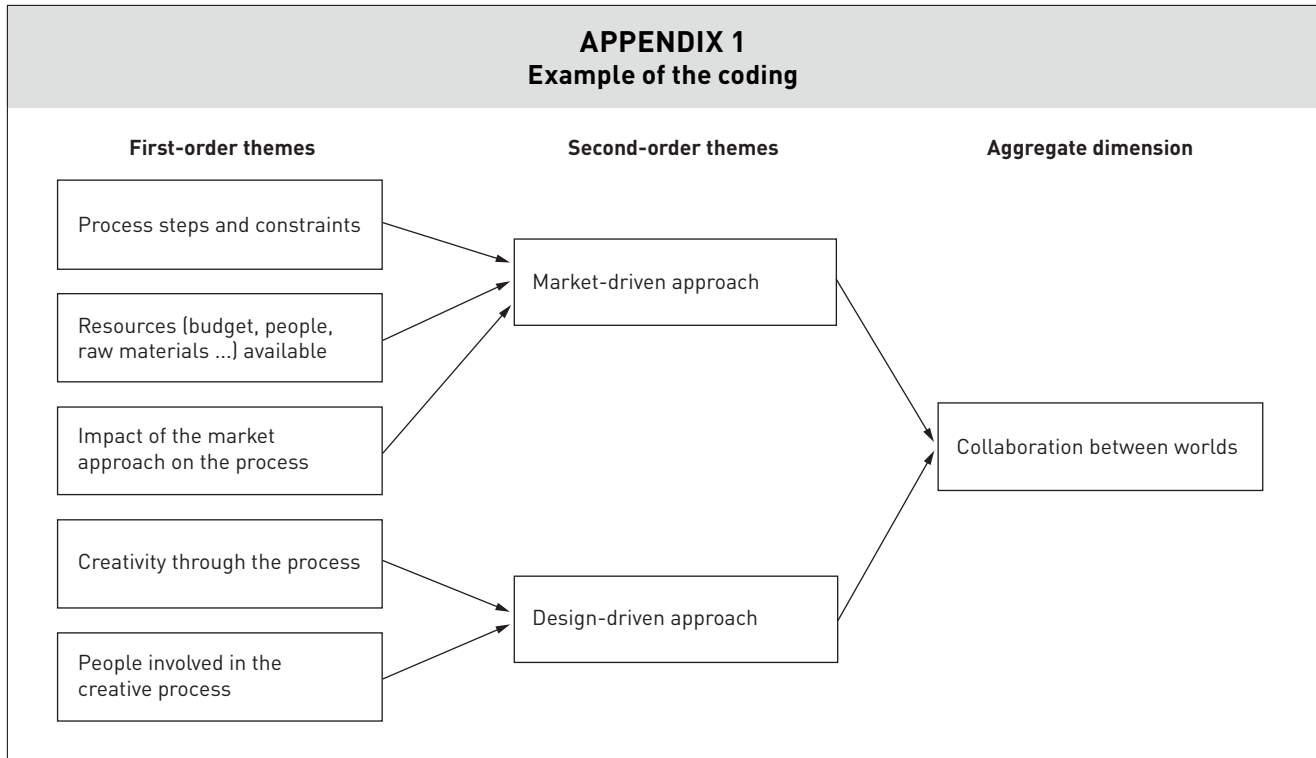 APPENDIX 1
Example of the coding
First-order themes
Second-order themes
Aggregate dimension
Process steps and constraints
Resources (budget, people,
raw materials ...) available
Impact of the market
approach on the process
Creativity through the process
People involved in the
creative process
Market-driven approach
Design-driven approach
Collaboration between worlds